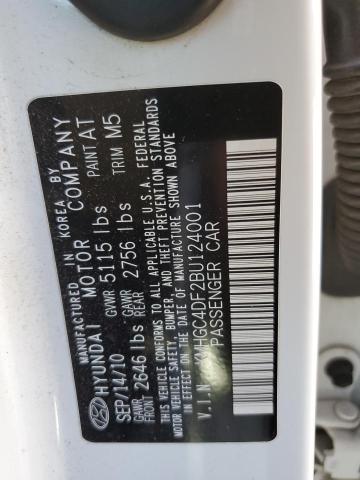 MANUFACTURED IN KOREA BY
HYUNDAI MOTOR COMPANY
SEP/14/10 GVWR 5115 lbs PAINT AT
GAWR FRONT 2646 lbs GAWR REAR 2756 lbs TRIM M5
THIS VEHICLE CONFORMS TO ALL APPLICABLE U.S.A. FEDERAL
MOTOR VEHICLE SAFETY, BUMPER, AND THEFT PREVENTION STANDARDS
IN EFFECT ON THE DATE OF MANUFACTURE SHOWN ABOVE
V.I.N. KMHGC4DF2BU124001
PASSENGER CAR